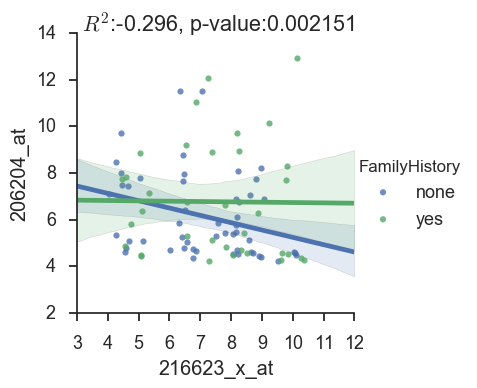 R²:-0.296, p-value:0.002151
14
12
10
8
6
4
2
206204_at
3 4 5 6 7 8 9 10 11 12
216623_x_at
FamilyHistory
none
yes